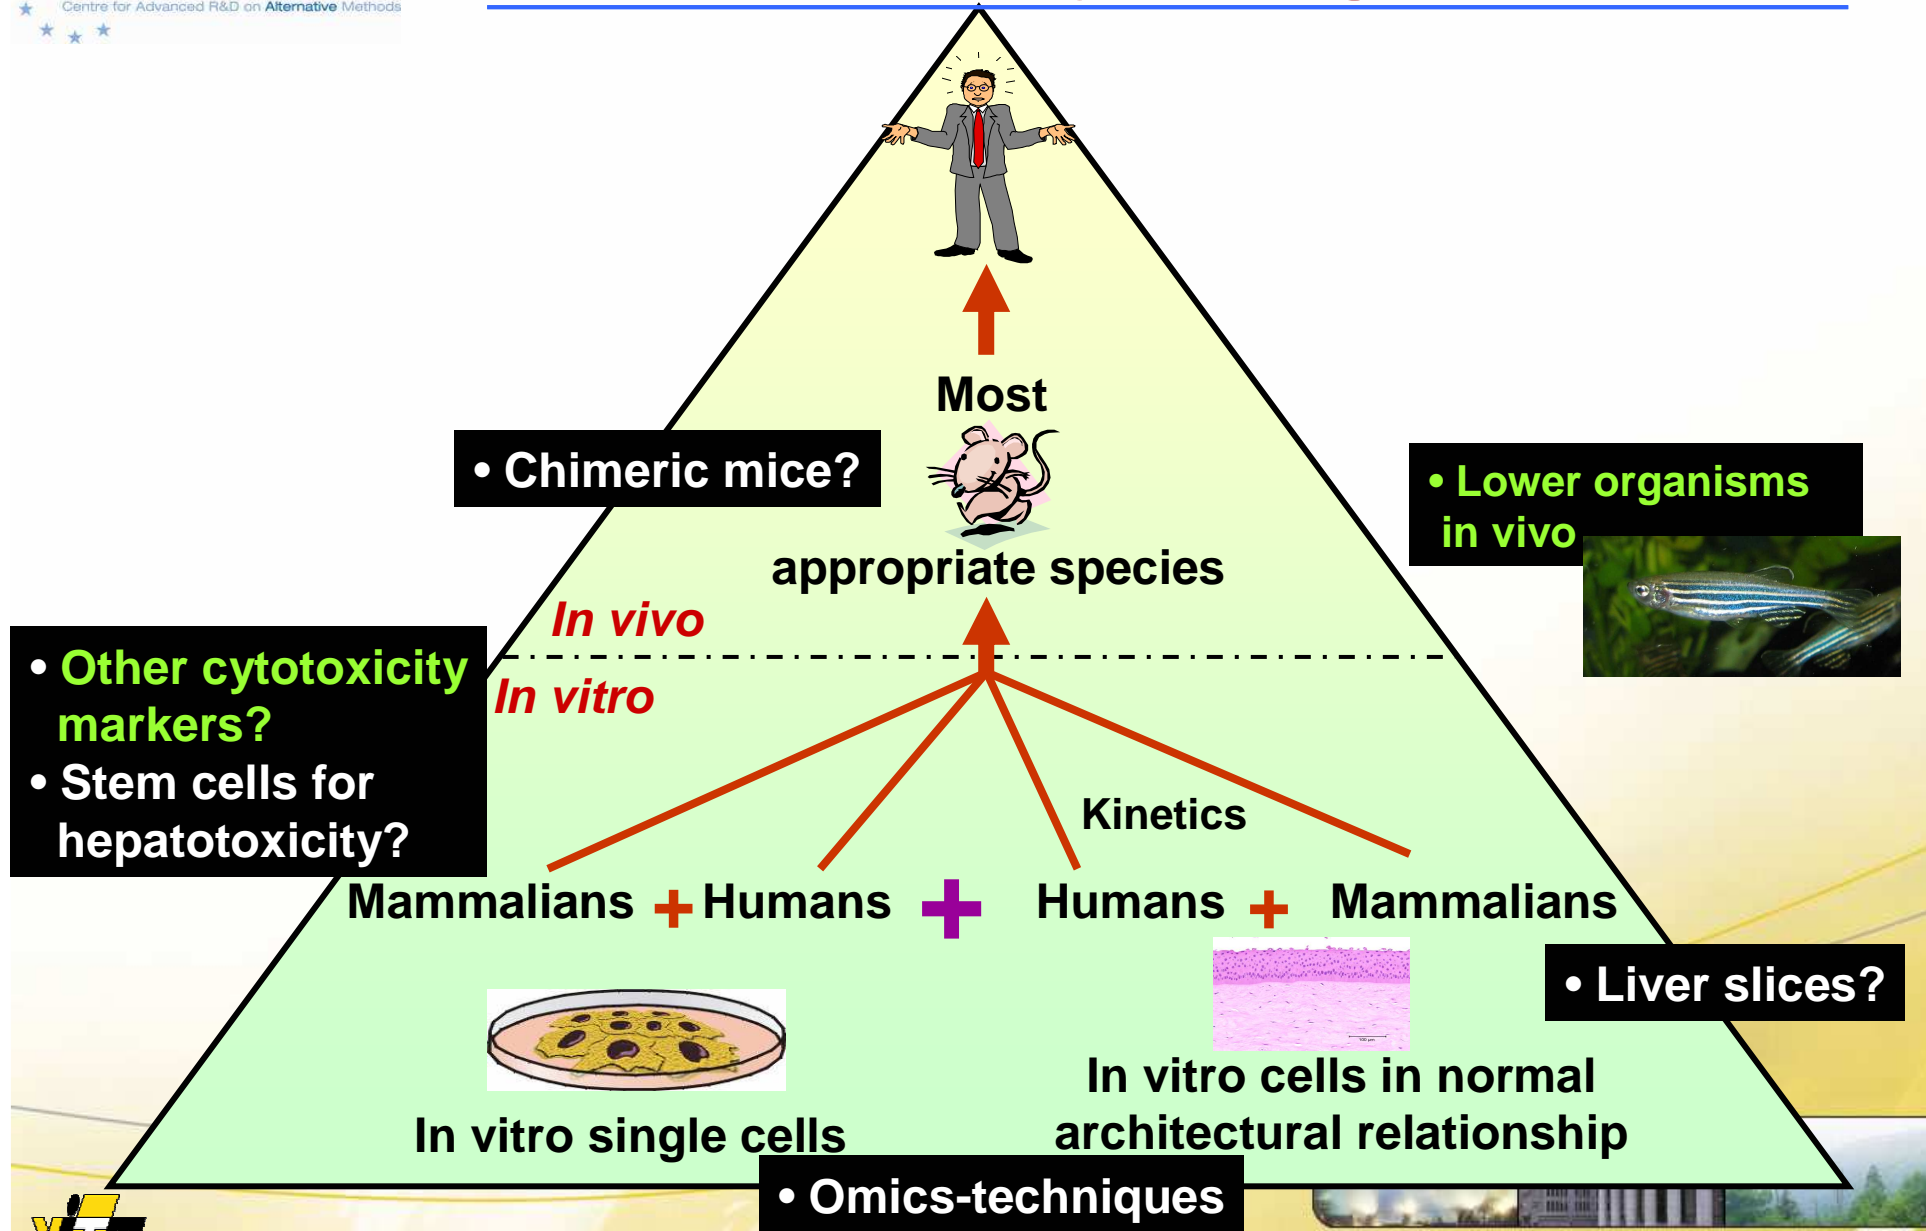 Centre for Advanced R&D on Alternative Methods
Most
• Chimeric mice?
• Lower organisms
in vivo
appropriate species
In vivo
In vitro
• Other cytotoxicity
markers?
• Stem cells for
hepatotoxicity?
Kinetics
Mammalians + Humans + Humans + Mammalians
• Liver slices?
In vitro single cells
In vitro cells in normal
architectural relationship
• Omics-techniques